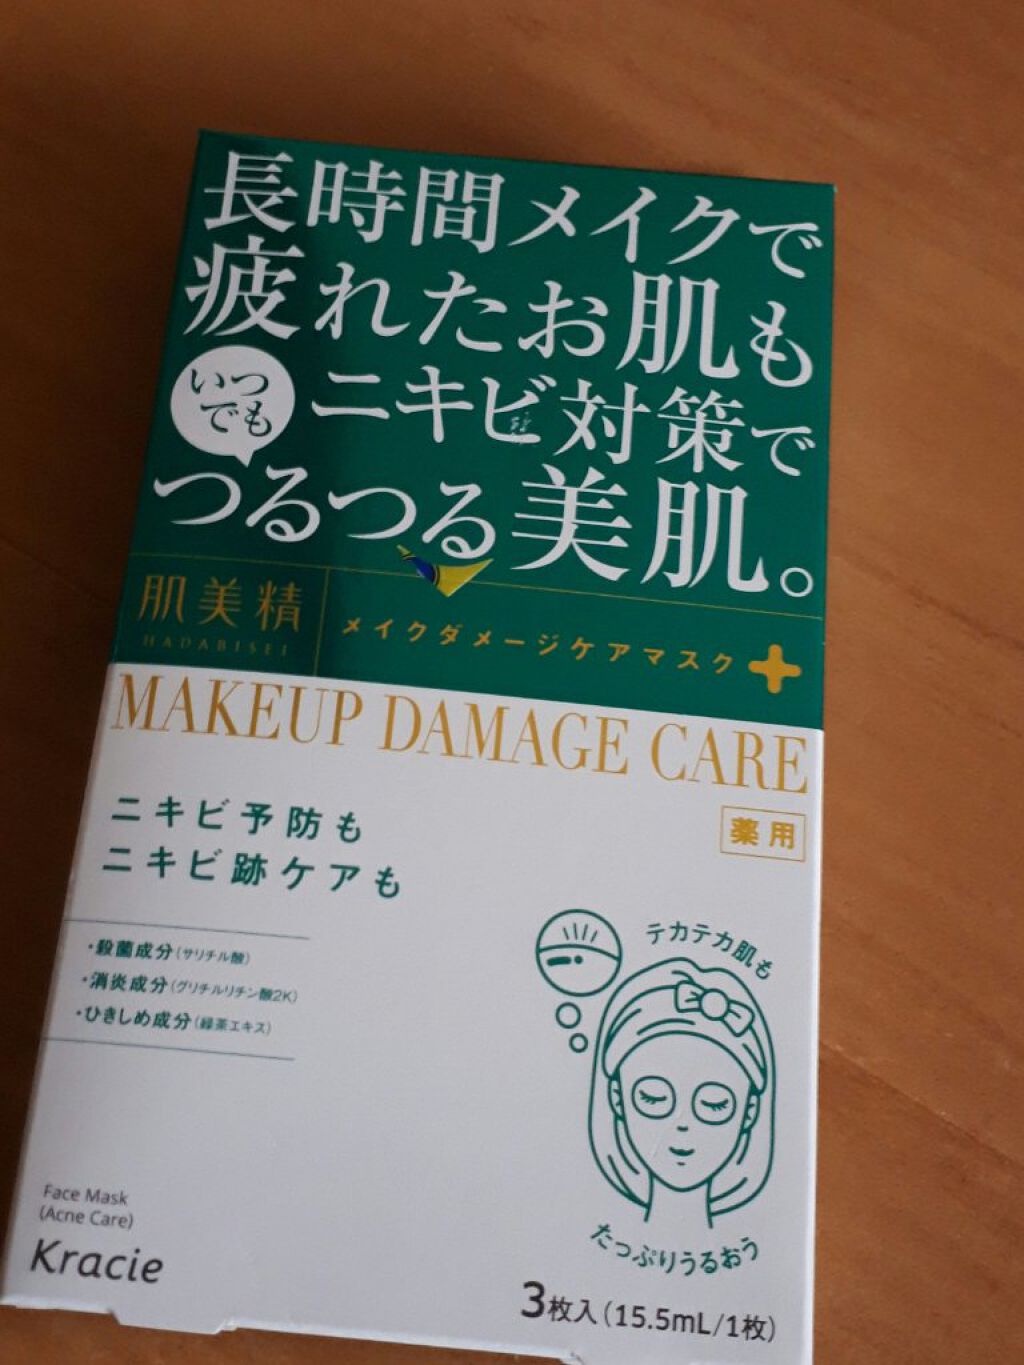 長時間メイクで
疲れたお肌も
いつでも
ニキビ対策で
つるつる美肌。
肌美精
HADABISEI
メイクダメージケアマスク
MAKEUP DAMAGE CARE
薬用
ニキビ予防も
ニキビ跡ケアも
・殺菌成分(サリチル酸)
・消炎成分(グリチルリチン酸2K)
・ひきしめ成分(緑茶エキス)
テカテカ肌も
たっぷりうるおう
Face Mask
(Acne Care)
Kracie
3枚入(15.5mL/1枚)